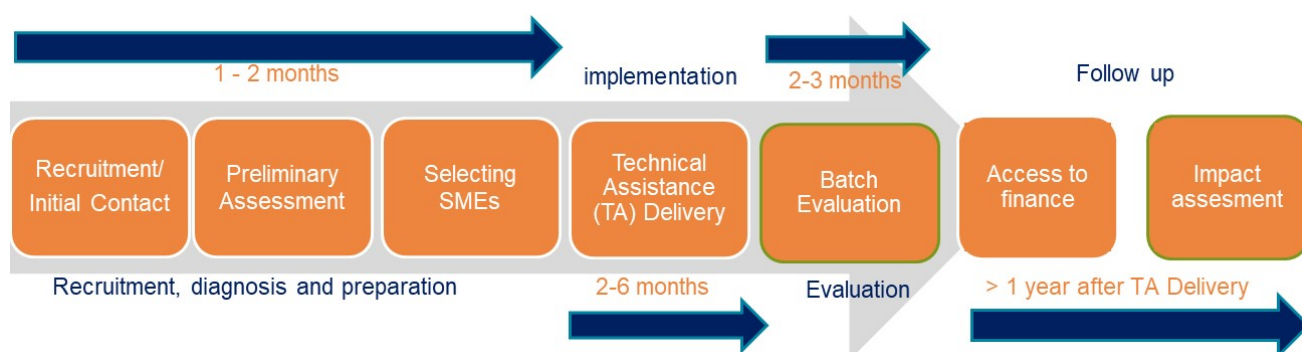 1 - 2 months
implementation
2-3 months
Follow up
Recruitment/
Initial Contact
Preliminary
Assessment
Selecting
SMEs
Technical
Assistance
(TA) Delivery
Batch
Evaluation
Access to
finance
Impact
assesment
Recruitment, diagnosis and preparation
2-6 months
Evaluation
> 1 year after TA Delivery